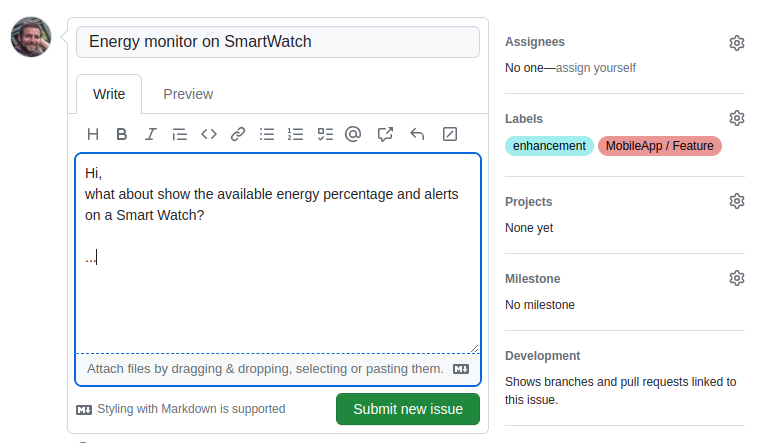 Energy monitor on SmartWatch
Write
Preview
Hi,
what about show the available energy percentage and alerts
on a Smart Watch?
...
Attach files by dragging & dropping, selecting or pasting them.
Styling with Markdown is supported
Submit new issue
Assignees
No one—assign yourself
Labels
enhancement
MobileApp / Feature
Projects
None yet
Milestone
No milestone
Development
Shows branches and pull requests linked to
this issue.